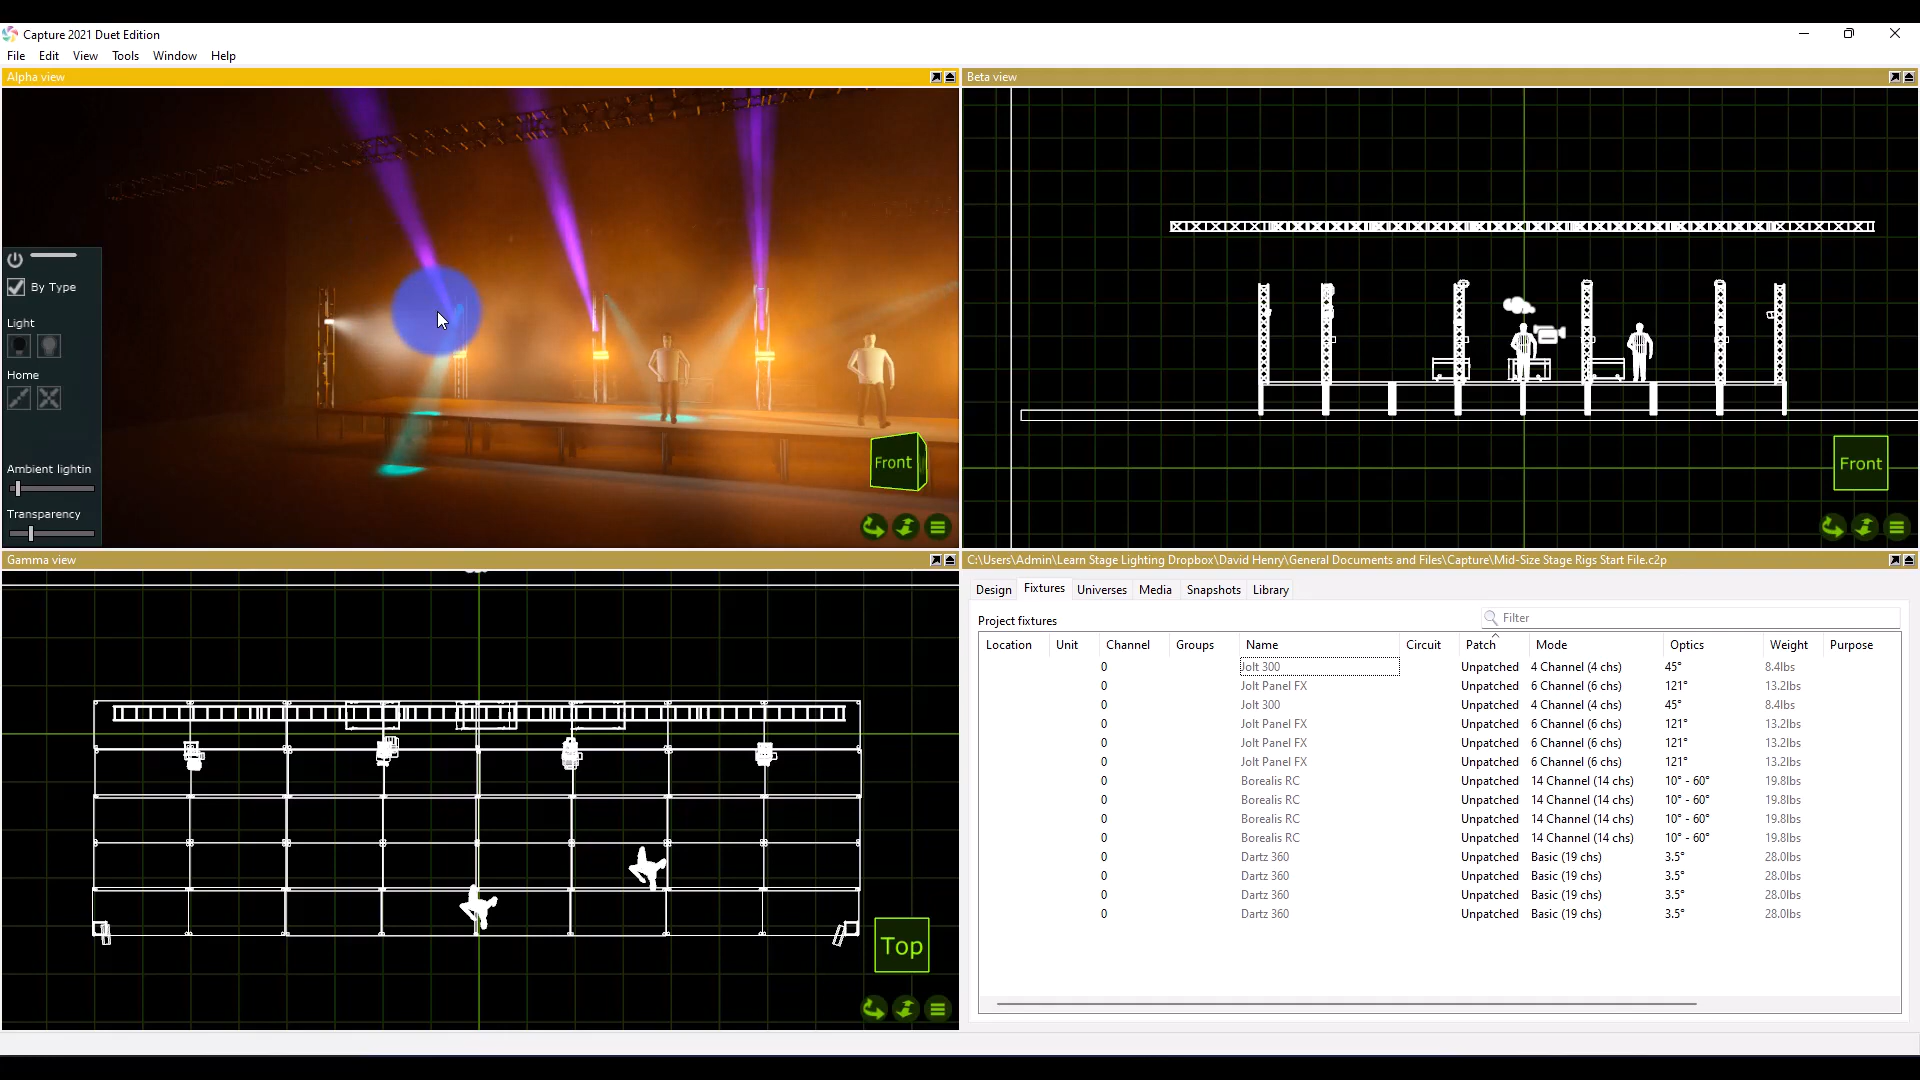 Capture 2021 Duet Edition
File Edit View Tools Window Help
Alpha view
By Type
Light
Home
Ambient lightin
Transparency
Front
Beta view
Front
Gamma view
Top
C:\Users\Admin\Learn Stage Lighting Dropbox\David Henry\General Documents and Files\Capture\Mid-Size Stage Rigs Start File.c2p
Design Fixtures Universes Media Snapshots Library
Project fixtures
Filter
Location Unit Channel Groups Name Circuit Patch Mode Optics Weight Purpose
0 Jolt 300 Unpatched 4 Channel (4 chs) 45° 8.4lbs
0 Jolt Panel FX Unpatched 6 Channel (6 chs) 121° 13.2lbs
0 Jolt 300 Unpatched 4 Channel (4 chs) 45° 8.4lbs
0 Jolt Panel FX Unpatched 6 Channel (6 chs) 121° 13.2lbs
0 Jolt Panel FX Unpatched 6 Channel (6 chs) 121° 13.2lbs
0 Jolt Panel FX Unpatched 6 Channel (6 chs) 121° 13.2lbs
0 Borealis RC Unpatched 14 Channel (14 chs) 10° - 60° 19.8lbs
0 Borealis RC Unpatched 14 Channel (14 chs) 10° - 60° 19.8lbs
0 Borealis RC Unpatched 14 Channel (14 chs) 10° - 60° 19.8lbs
0 Borealis RC Unpatched 14 Channel (14 chs) 10° - 60° 19.8lbs
0 Dartz 360 Unpatched Basic (19 chs) 3.5° 28.0lbs
0 Dartz 360 Unpatched Basic (19 chs) 3.5° 28.0lbs
0 Dartz 360 Unpatched Basic (19 chs) 3.5° 28.0lbs
0 Dartz 360 Unpatched Basic (19 chs) 3.5° 28.0lbs